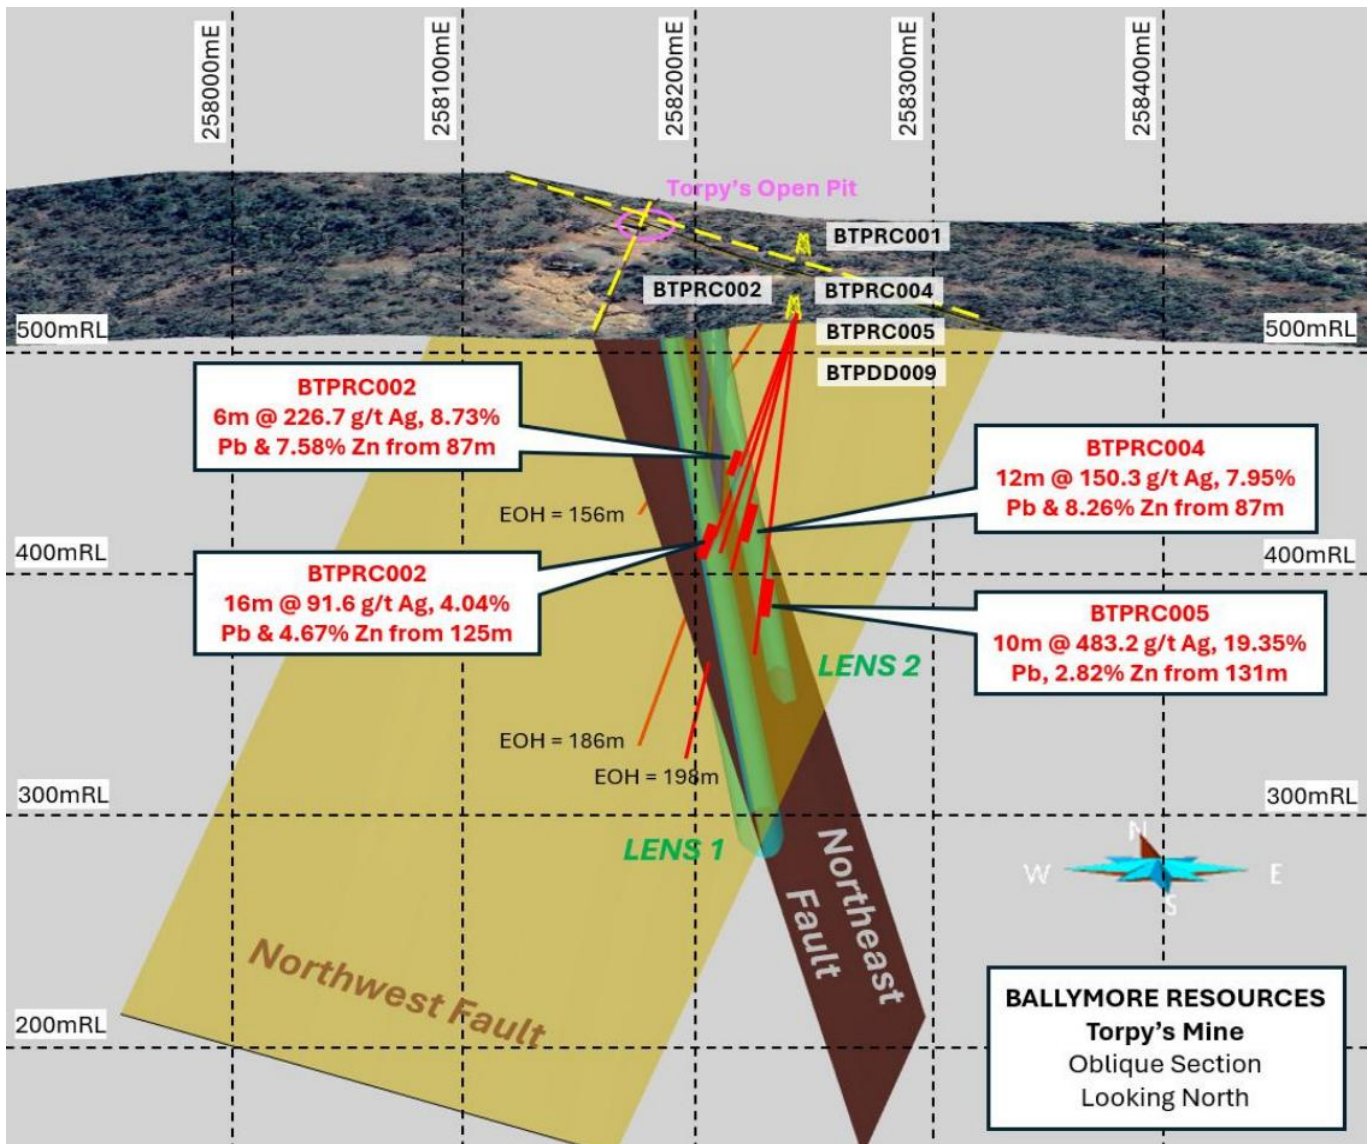 258000mE
258100mE
258200mE
258300mE
258400mE
Torpy's Open Pit
BTPRC001
BTPRC002
BTPRC004
500mRL
BTPRC005
500mRL
BTPDD009
BTPRC002
6m @ 226.7 g/t Ag, 8.73%
Pb & 7.58% Zn from 87m
BTPRC004
12m @ 150.3 g/t Ag, 7.95%
Pb & 8.26% Zn from 87m
EOH = 156m
400mRL
400mRL
BTPRC002
16m @ 91.6 g/t Ag, 4.04%
Pb & 4.67% Zn from 125m
BTPRC005
10m @ 483.2 g/t Ag, 19.35%
Pb, 2.82% Zn from 131m
LENS 2
EOH = 186m
EOH = 198m
300mRL
300mRL
LENS 1
Northeast
Fault
N
W
E
S
Northwest Fault
200mRL
BALLYMORE RESOURCES
Torpy's Mine
Oblique Section
Looking North